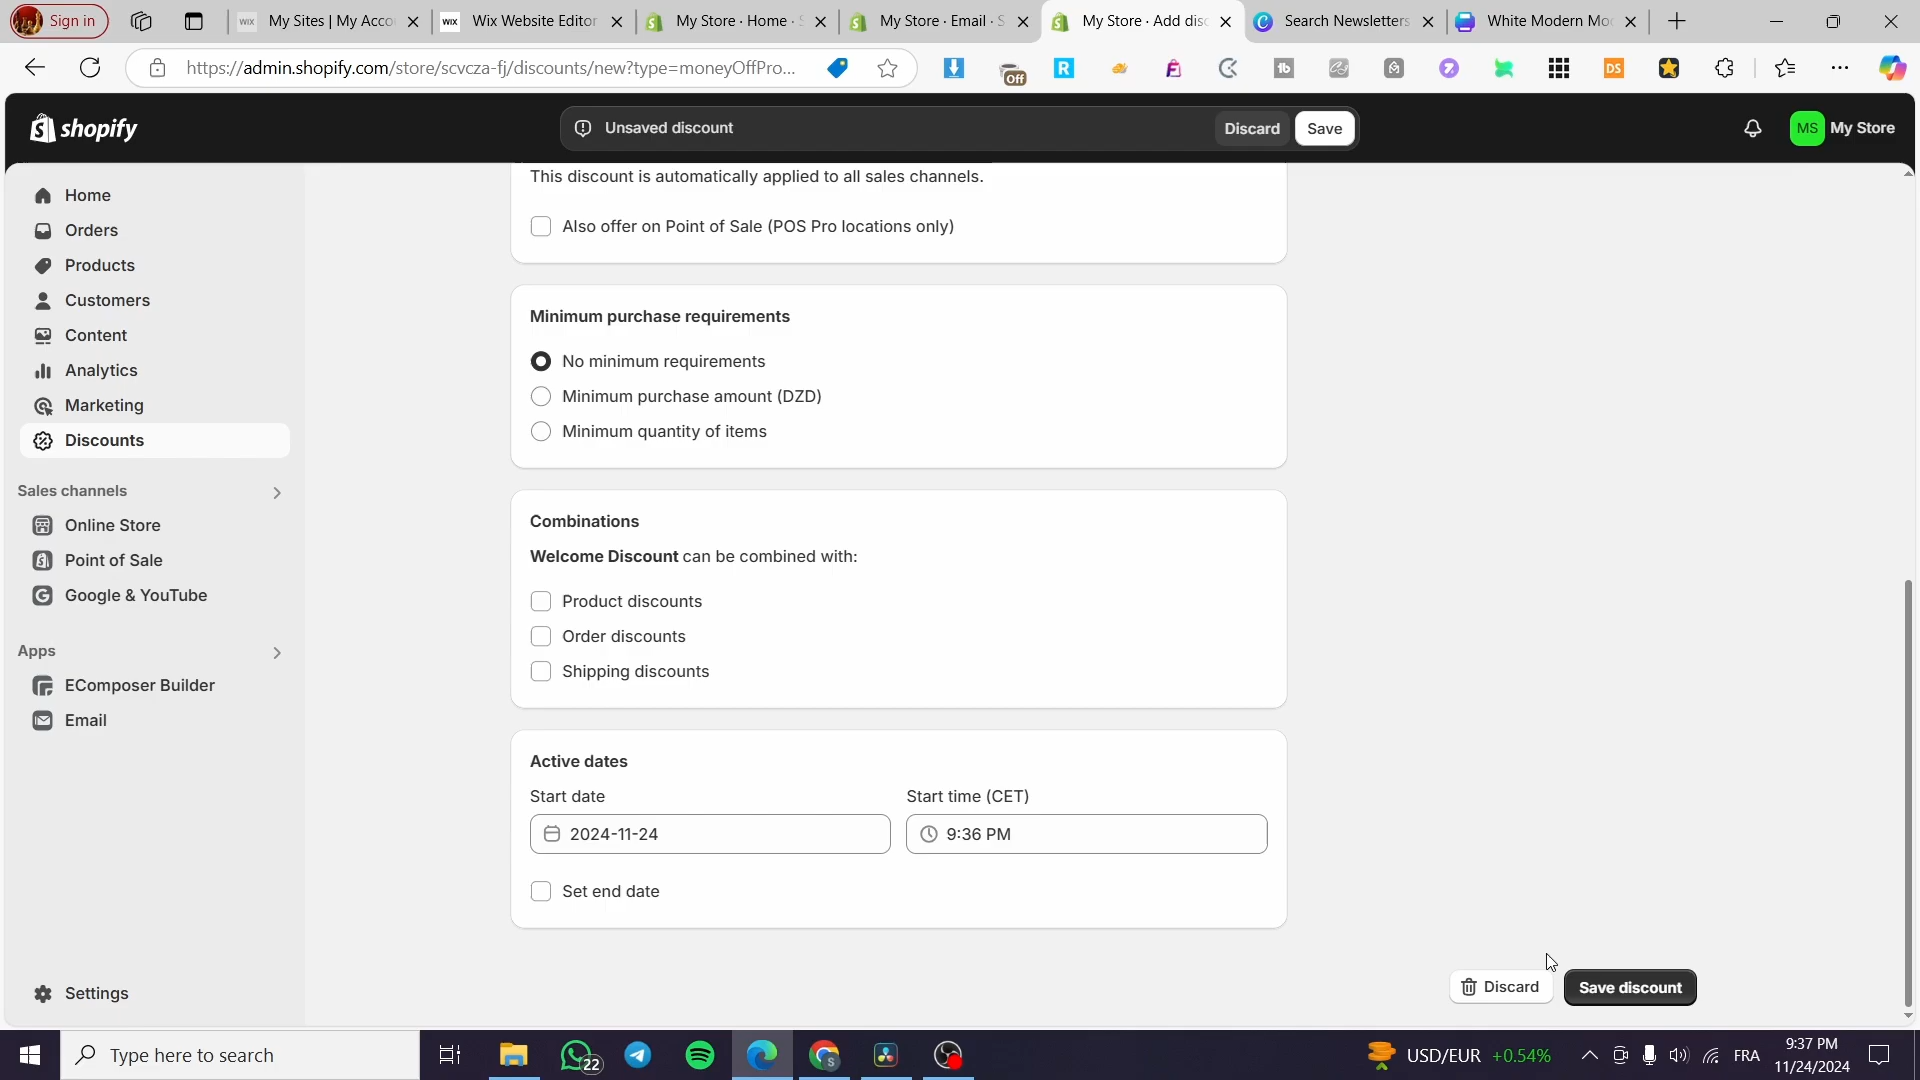 Sign in
My Sites | My Acco
Wix Website Editor
My Store · Home · S
My Store · Email · S
My Store · Add disc
Search Newsletters
White Modern Mo
https://admin.shopify.com/store/scvcza-fj/discounts/new?type=moneyOffPro...
Off
shopify
Unsaved discount
Discard
Save
MS
My Store
Home
Orders
Products
Customers
Content
Analytics
Marketing
Discounts
Sales channels
Online Store
Point of Sale
Google & YouTube
Apps
EComposer Builder
Email
Settings
This discount is automatically applied to all sales channels.
Also offer on Point of Sale (POS Pro locations only)
Minimum purchase requirements
No minimum requirements
Minimum purchase amount (DZD)
Minimum quantity of items
Combinations
Welcome Discount can be combined with:
Product discounts
Order discounts
Shipping discounts
Active dates
Start date
Start time (CET)
2024-11-24
9:36 PM
Set end date
Discard
Save discount
Type here to search
22
USD/EUR +0.54%
FRA
9:37 PM
11/24/2024